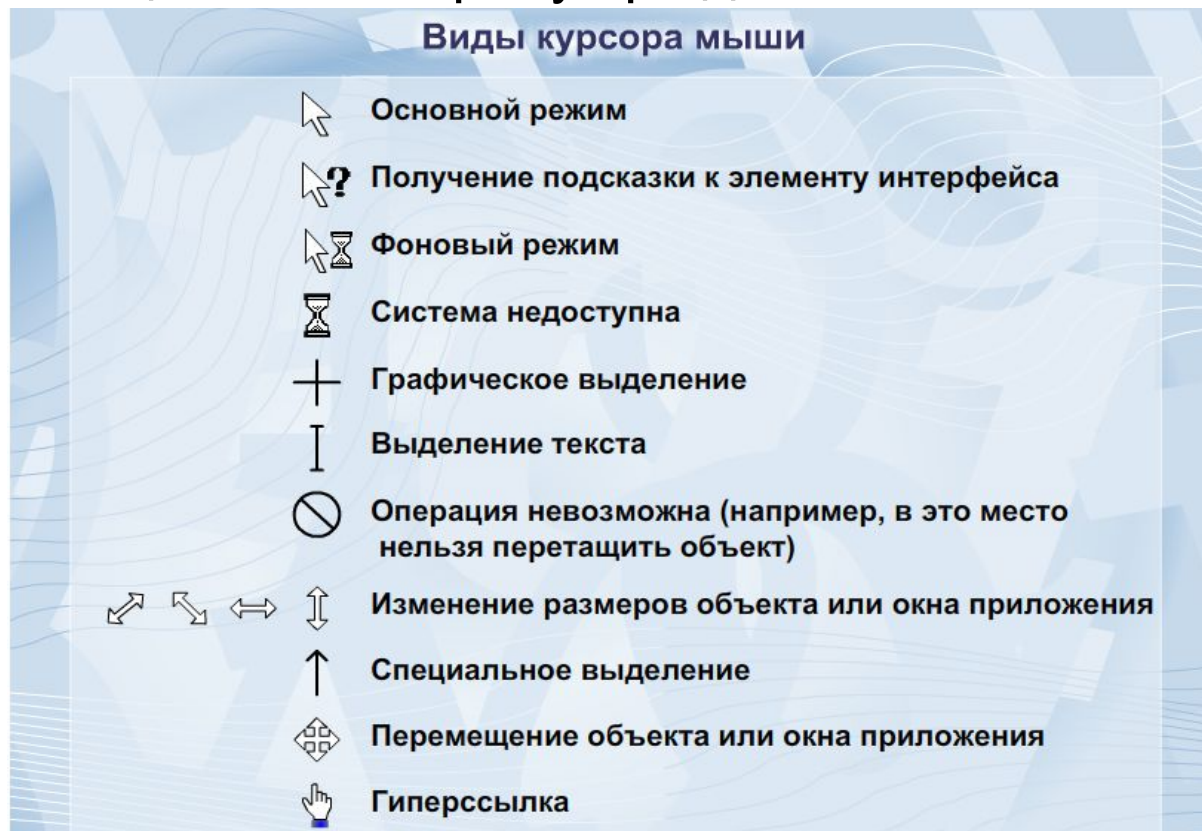 Виды курсора мыши
Основной режим
Получение подсказки к элементу интерфейса
Фоновый режим
Система недоступна
Графическое выделение
Выделение текста
Операция невозможна (например, в это место
нельзя перетащить объект)
Изменение размеров объекта или окна приложения
Специальное выделение
Перемещение объекта или окна приложения
Гиперссылка